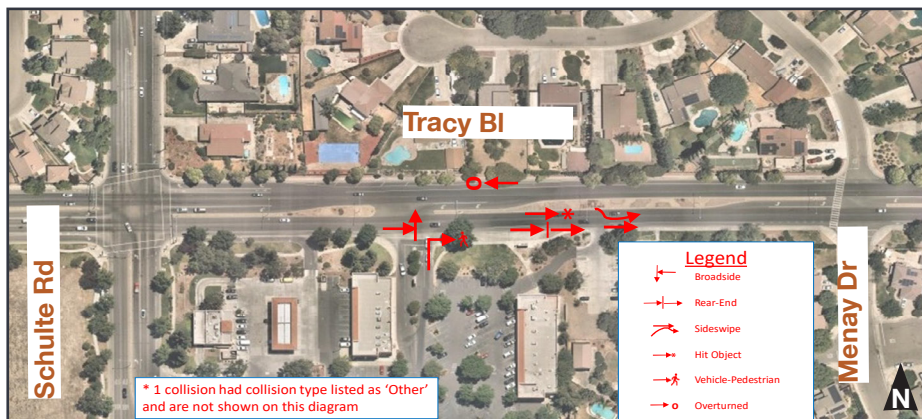 Tracy Bl
Schulte Rd
Menay Dr
Legend
Broadside
Rear-End
Sideswipe
Hit Object
Vehicle-Pedestrian
Overturned
* 1 collision had collision type listed as ‘Other’
and are not shown on this diagram
N